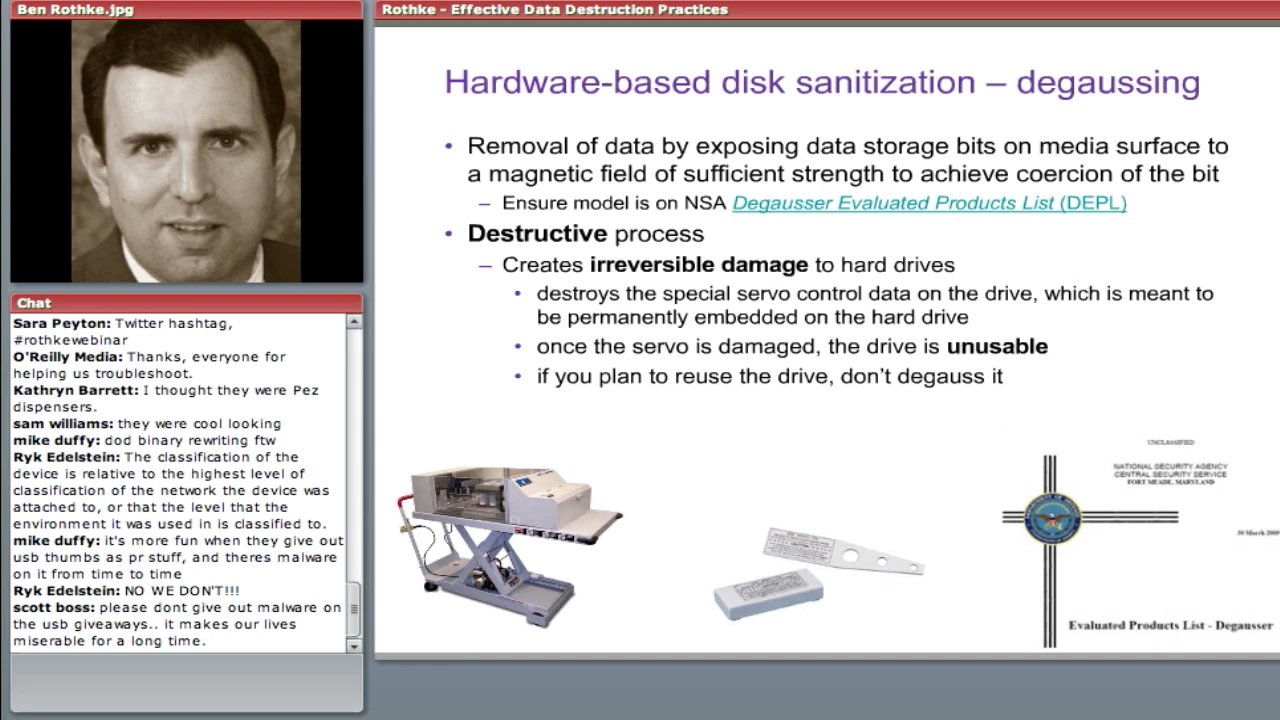 Ben Rothke.jpg
Rothke - Effective Data Destruction Practices
Hardware-based disk sanitization – degaussing
• Removal of data by exposing data storage bits on media surface to
a magnetic field of sufficient strength to achieve coercion of the bit
– Ensure model is on NSA Degausser Evaluated Products List (DEPL)
• Destructive process
– Creates irreversible damage to hard drives
• destroys the special servo control data on the drive, which is meant to
be permanently embedded on the hard drive
• once the servo is damaged, the drive is unusable
• if you plan to reuse the drive, don't degauss it
UNCLASSIFIED
NATIONAL SECURITY AGENCY
CENTRAL SECURITY SERVICE
FORT MEADE, MARYLAND
30 March 2009
Evaluated Products List - Degausser
Chat
Sara Peyton: Twitter hashtag,
#rothkewebinar
O'Reilly Media: Thanks, everyone for
helping us troubleshoot.
Kathryn Barrett: I thought they were Pez
dispensers.
sam williams: they were cool looking
mike duffy: dod binary rewriting ftw
Ryk Edelstein: The classification of the
device is relative to the highest level of
classification of the network the device was
attached to, or that the level that the
environment it was used in is classified to.
mike duffy: it's more fun when they give out
usb thumbs as pr stuff, and theres malware
on it from time to time
Ryk Edelstein: NO WE DON'T!!!
scott boss: please dont give out malware on
the usb giveaways.. it makes our lives
miserable for a long time.